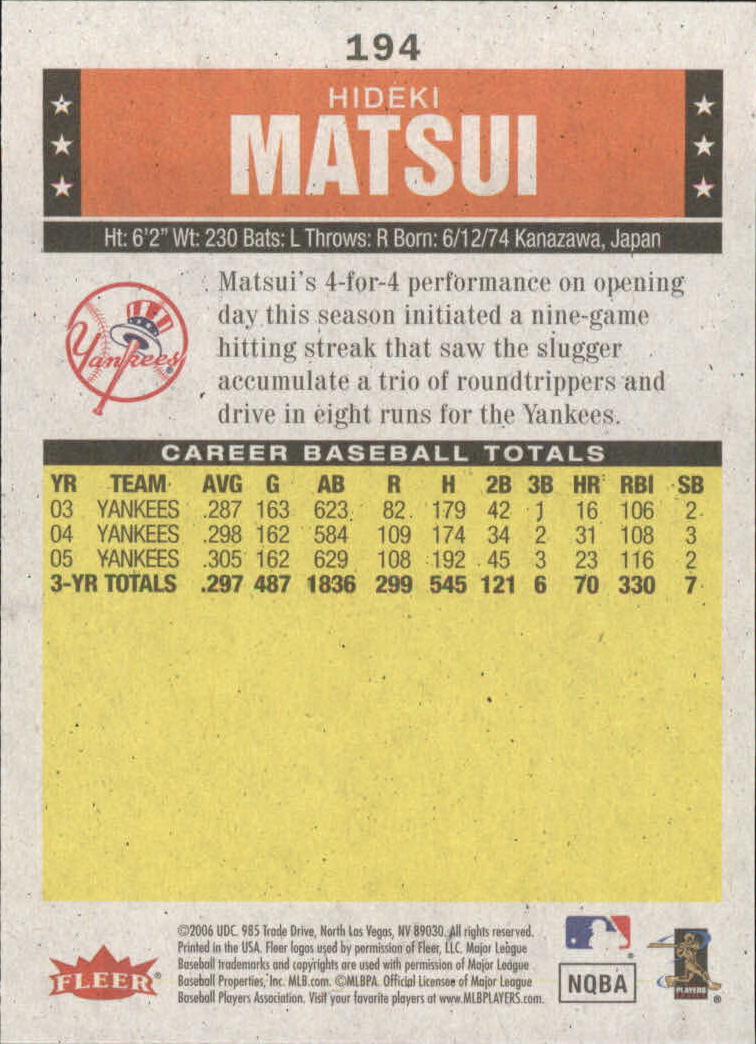 194
HIDEKI
MATSUI
Ht: 6'2" Wt: 230 Bats: L Throws: R Born: 6/12/74 Kanazawa, Japan
Yankees
Matsui's 4-for-4 performance on opening
day this season initiated a nine-game
hitting streak that saw the slugger
accumulate a trio of roundtrippers and
drive in eight runs for the Yankees.
CAREER BASEBALL TOTALS
YR TEAM AVG G AB R H 2B 3B HR RBI SB
03 YANKEES .287 163 623 82 179 42 1 16 106 2
04 YANKEES .298 162 584 109 174 34 2 31 108 3
05 YANKEES .305 162 629 108 192 45 3 23 116 2
3-YR TOTALS .297 487 1836 299 545 121 6 70 330 7
©2006 UDC. 985 Trade Drive, North Las Vegas, NV 89030. All rights reserved.
Printed in the USA. Fleer logos used by permission of Fleer, LLC. Major League
Baseball trademarks and copyrights are used with permission of Major League
Baseball Properties, Inc. MLB.com. ©MLBPA. Official Licensee of Major League
Baseball Players Association. Visit your favorite players at www.MLBPLAYERS.com.
FLEER®
NQBA
PLAYERS